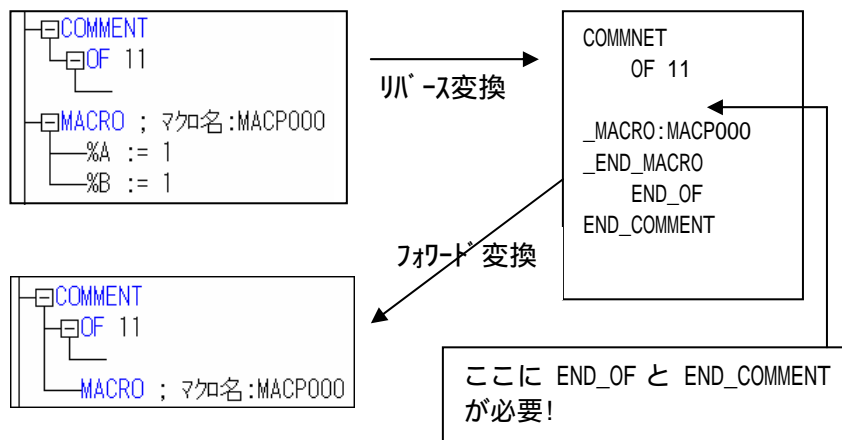 COMMENT
OF 11
MACRO ; ﾏｸﾛ名:MACP000
%A := 1
%B := 1
ﾘﾊﾞｰｽ変換
COMMNET
OF 11
_MACRO:MACP000
_END_MACRO
END_OF
END_COMMENT
ﾌｫﾜｰﾄﾞ変換
COMMENT
OF 11
MACRO ; ﾏｸﾛ名:MACP000
ここに END_OF と END_COMMENT
が必要!